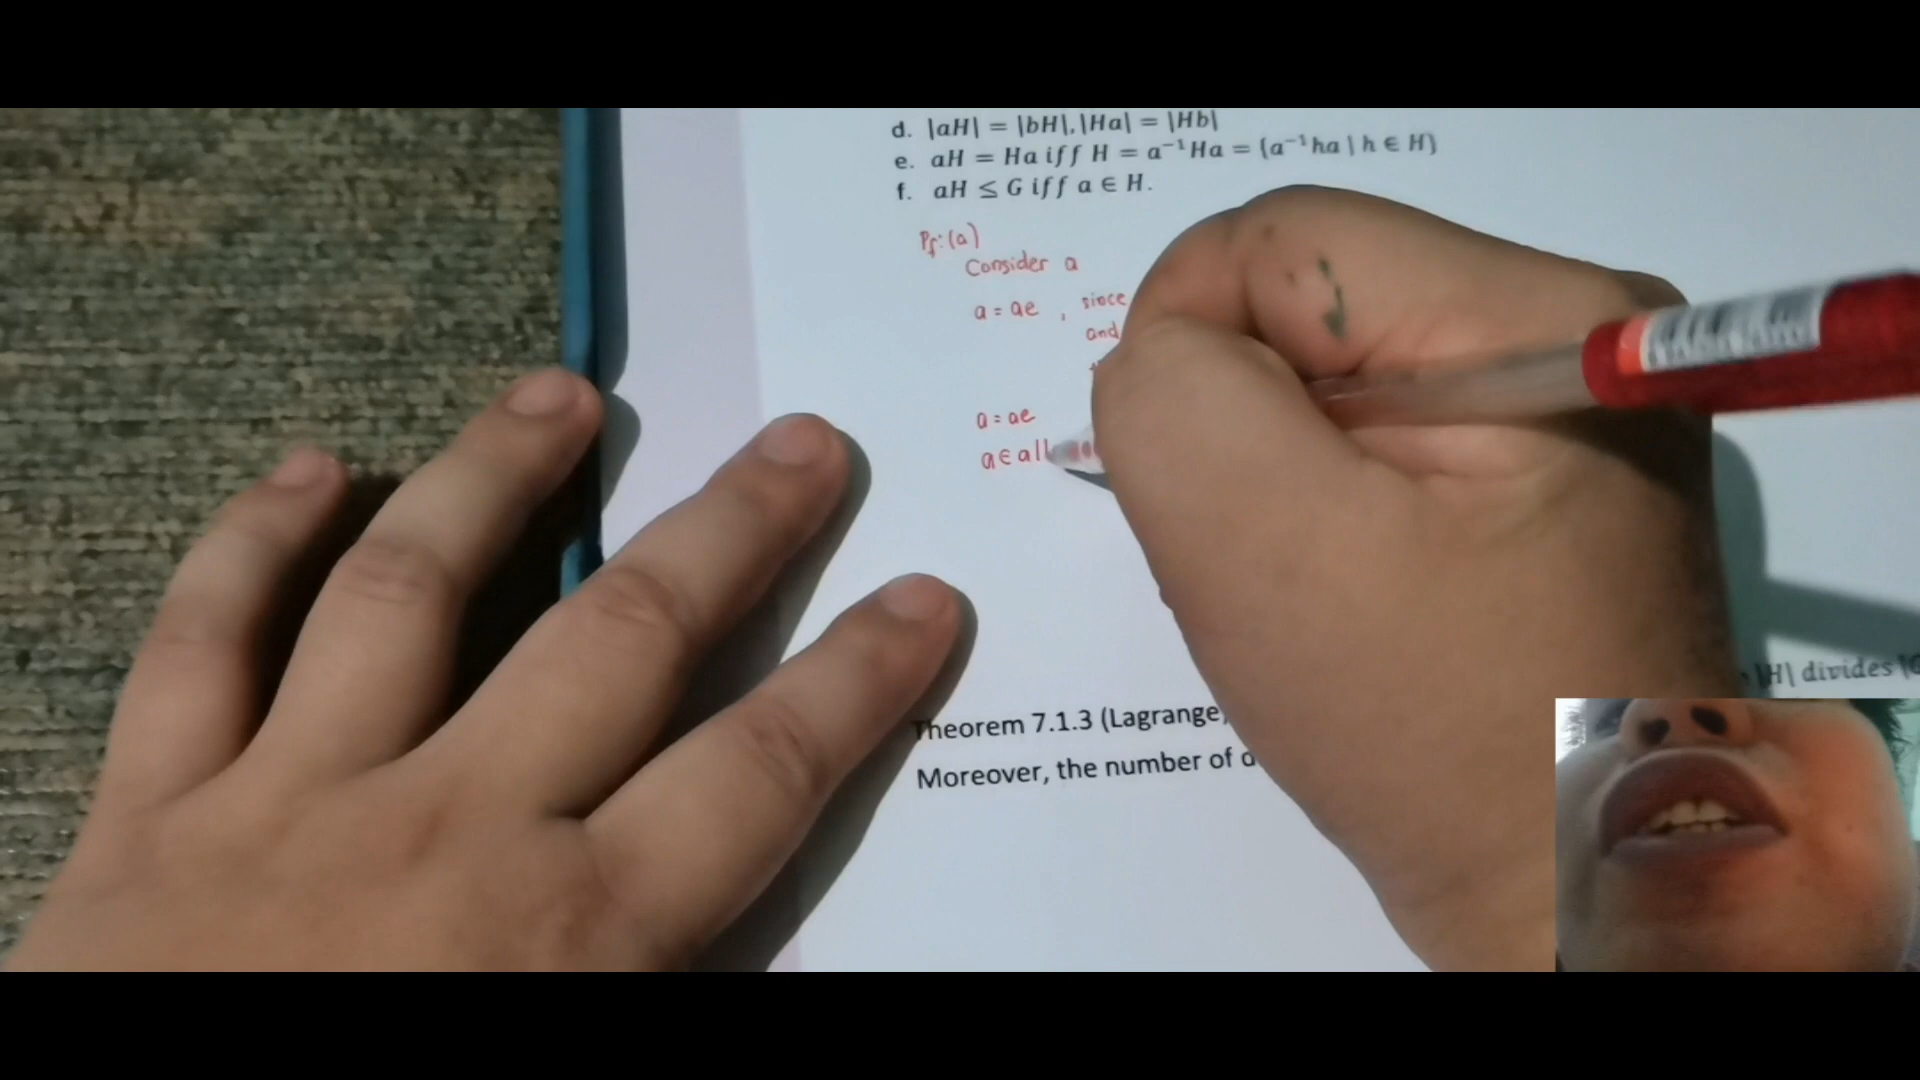 d. |aH| = |bH|, |Ha| = |Hb|
e. aH = Ha iff H = a⁻¹Ha = {a⁻¹ha | h ∈ H}
f. aH ≤ G iff a ∈ H.
Pf: (a)
Consider a
a = ae , since
and
a = ae
a ∈ aH
|H| divides
Theorem 7.1.3 (Lagrange
Moreover, the number of